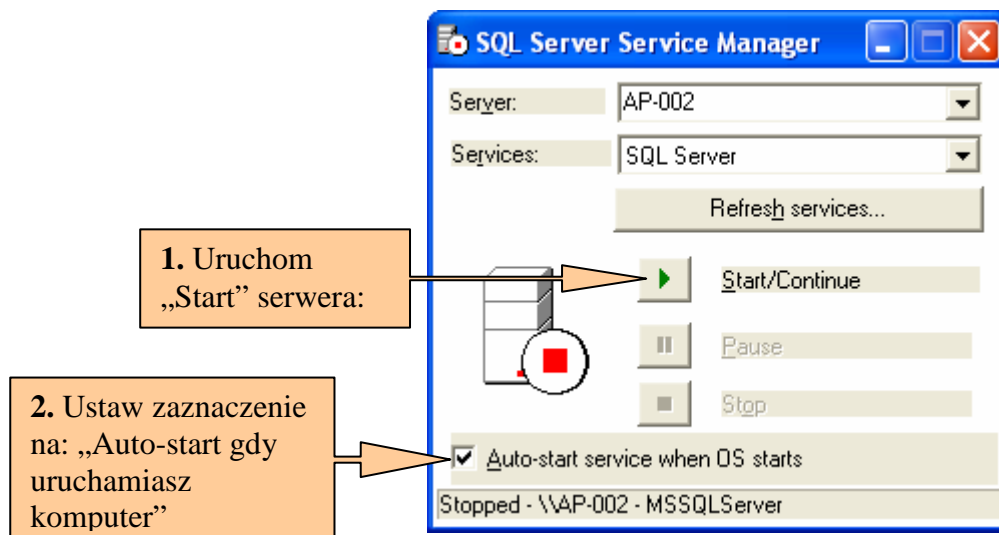 SQL Server Service Manager
Server:
AP-002
Services:
SQL Server
Refresh services...
1. Uruchom
„Start” serwera:
Start/Continue
Pause
Stop
2. Ustaw zaznaczenie
na: „Auto-start gdy
uruchamiasz
komputer”
Auto-start service when OS starts
Stopped - \\AP-002 - MSSQLServer